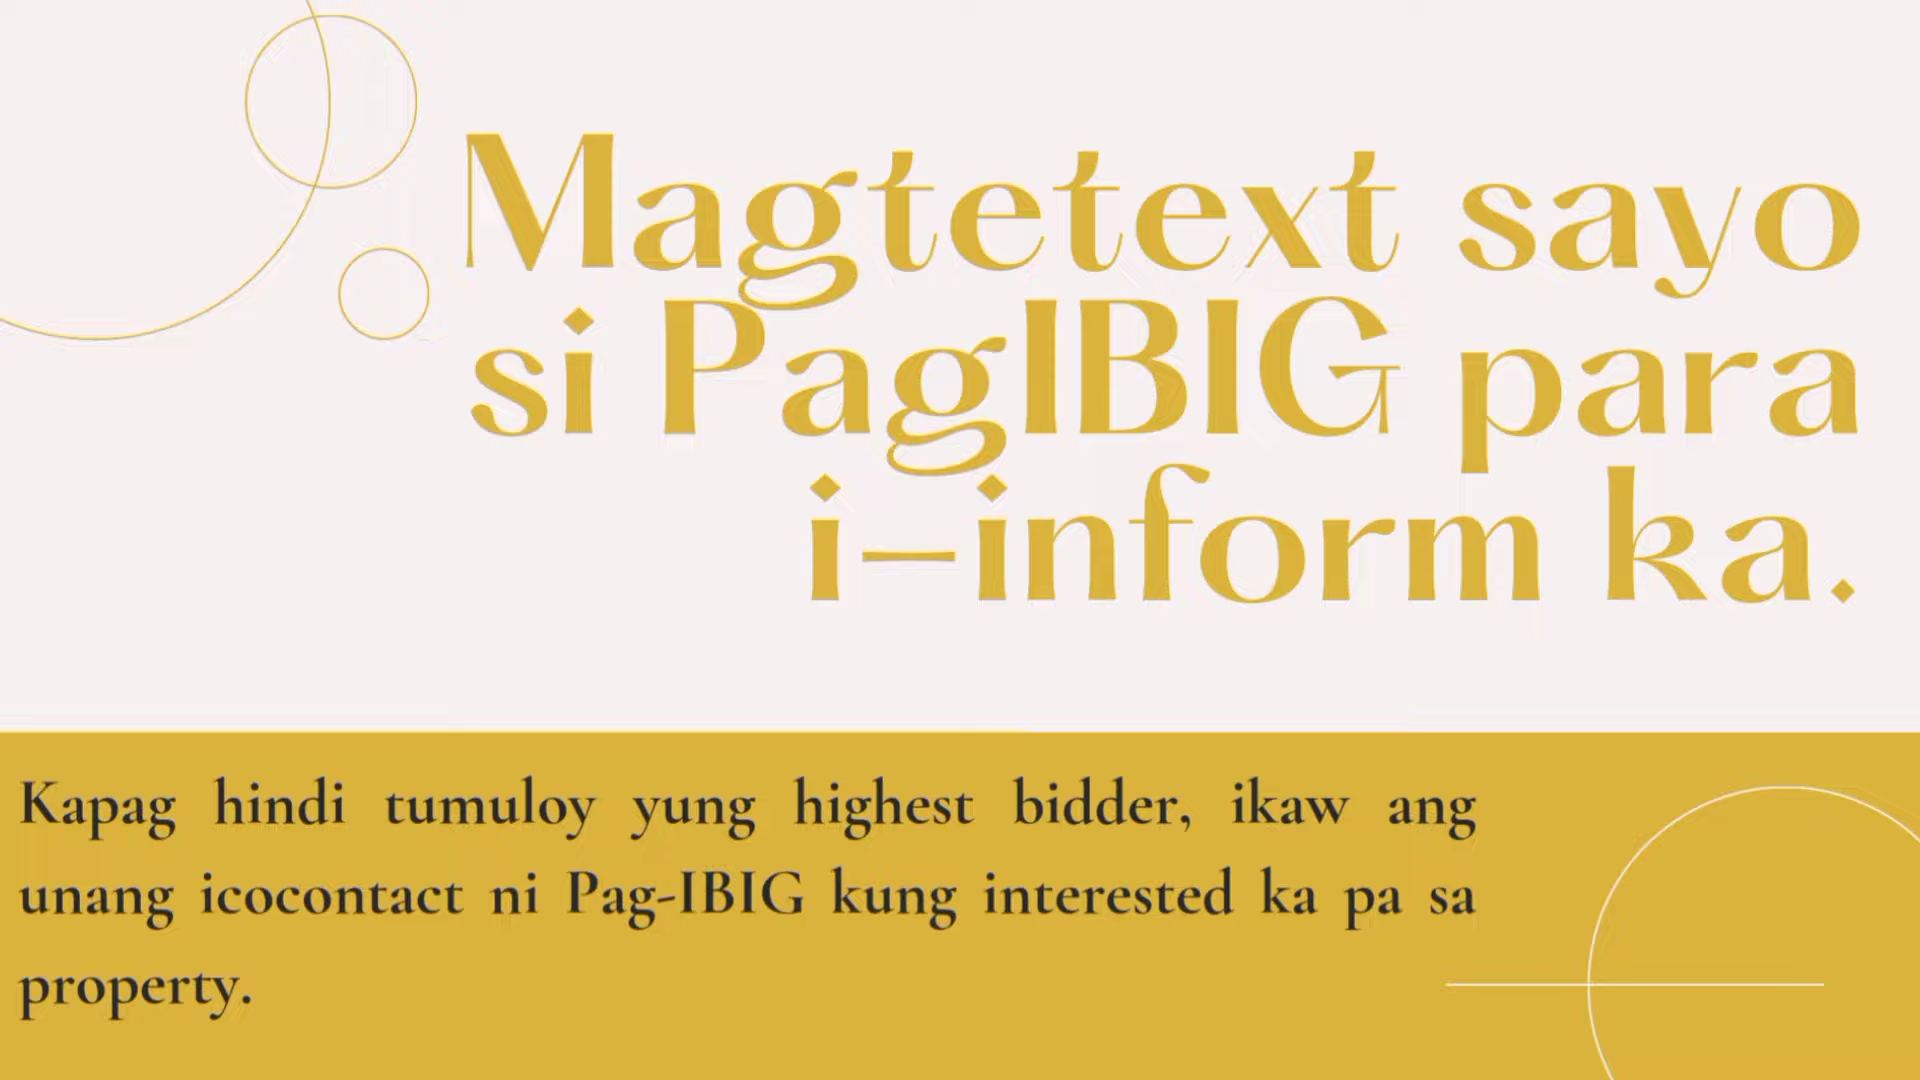 Magtetext sayo
si PagIBIG para
i-inform ka.
Kapag hindi tumuloy yung highest bidder, ikaw ang
unang icocontact ni Pag-IBIG kung interested ka pa sa
property.